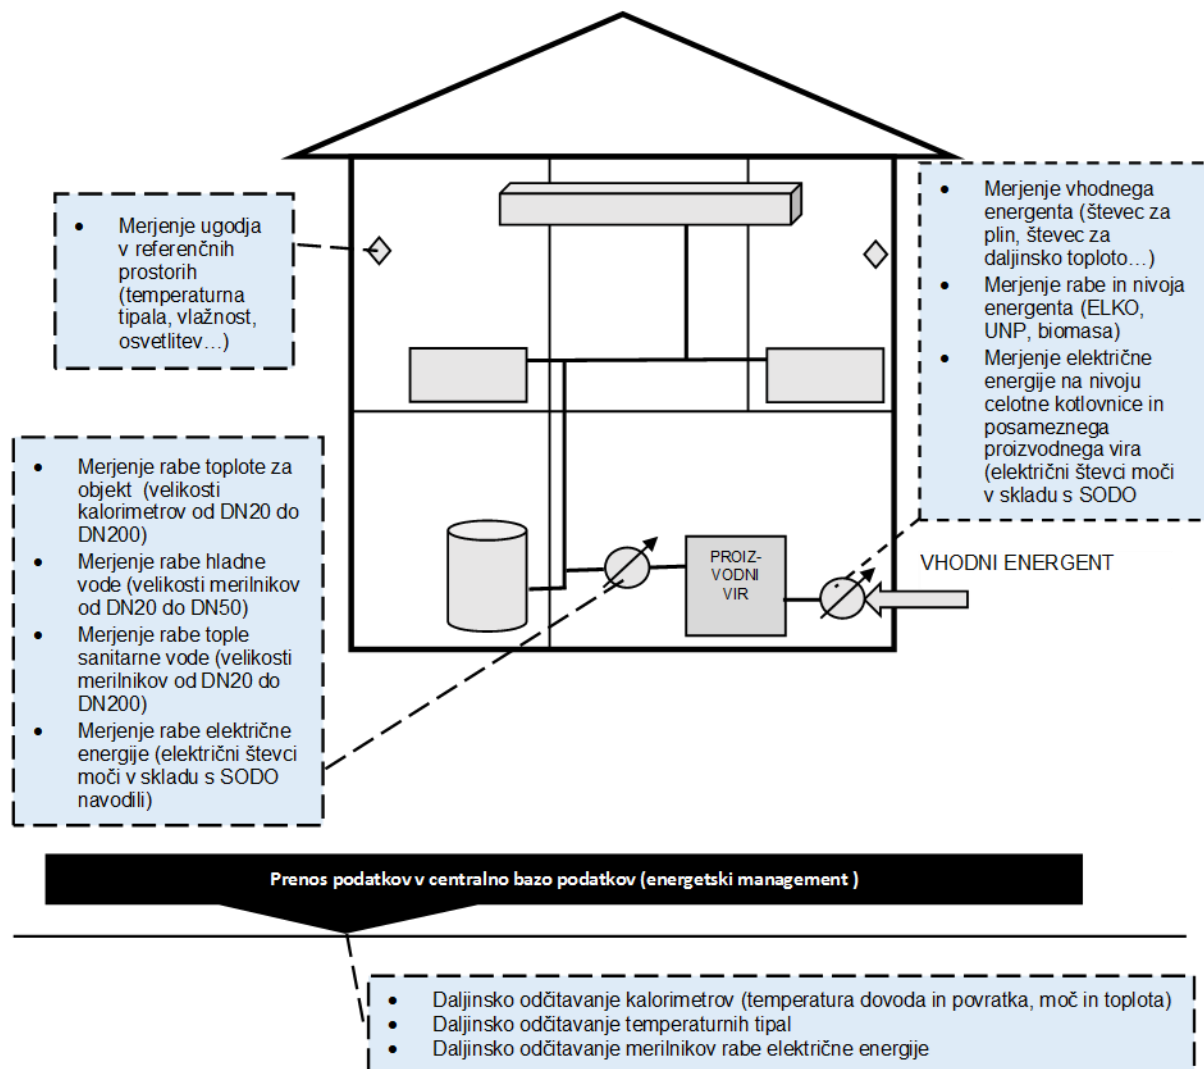 • Merjenje ugodja
v referenčnih
prostorih
(temperaturna
tipala, vlažnost,
osvetlitev…)
• Merjenje vhodnega
energenta (števec za
plin, števec za
daljinsko toploto…)
• Merjenje rabe in nivoja
energenta (ELKO,
UNP, biomasa)
• Merjenje električne
energije na nivoju
celotne kotlovnice in
posameznega
proizvodnega vira
(električni števci moči
v skladu s SODO
• Merjenje rabe toplote za
objekt (velikosti
kalorimetrov od DN20 do
DN200)
• Merjenje rabe hladne
vode (velikosti merilnikov
od DN20 do DN50)
• Merjenje rabe tople
sanitarne vode (velikosti
merilnikov od DN20 do
DN200)
• Merjenje rabe električne
energije (električni števci
moči v skladu s SODO
navodili)
PROIZ-
VODNI
VIR
VHODNI ENERGENT
Prenos podatkov v centralno bazo podatkov (energetski management )
• Daljinsko odčitavanje kalorimetrov (temperatura dovoda in povratka, moč in toplota)
• Daljinsko odčitavanje temperaturnih tipal
• Daljinsko odčitavanje merilnikov rabe električne energije